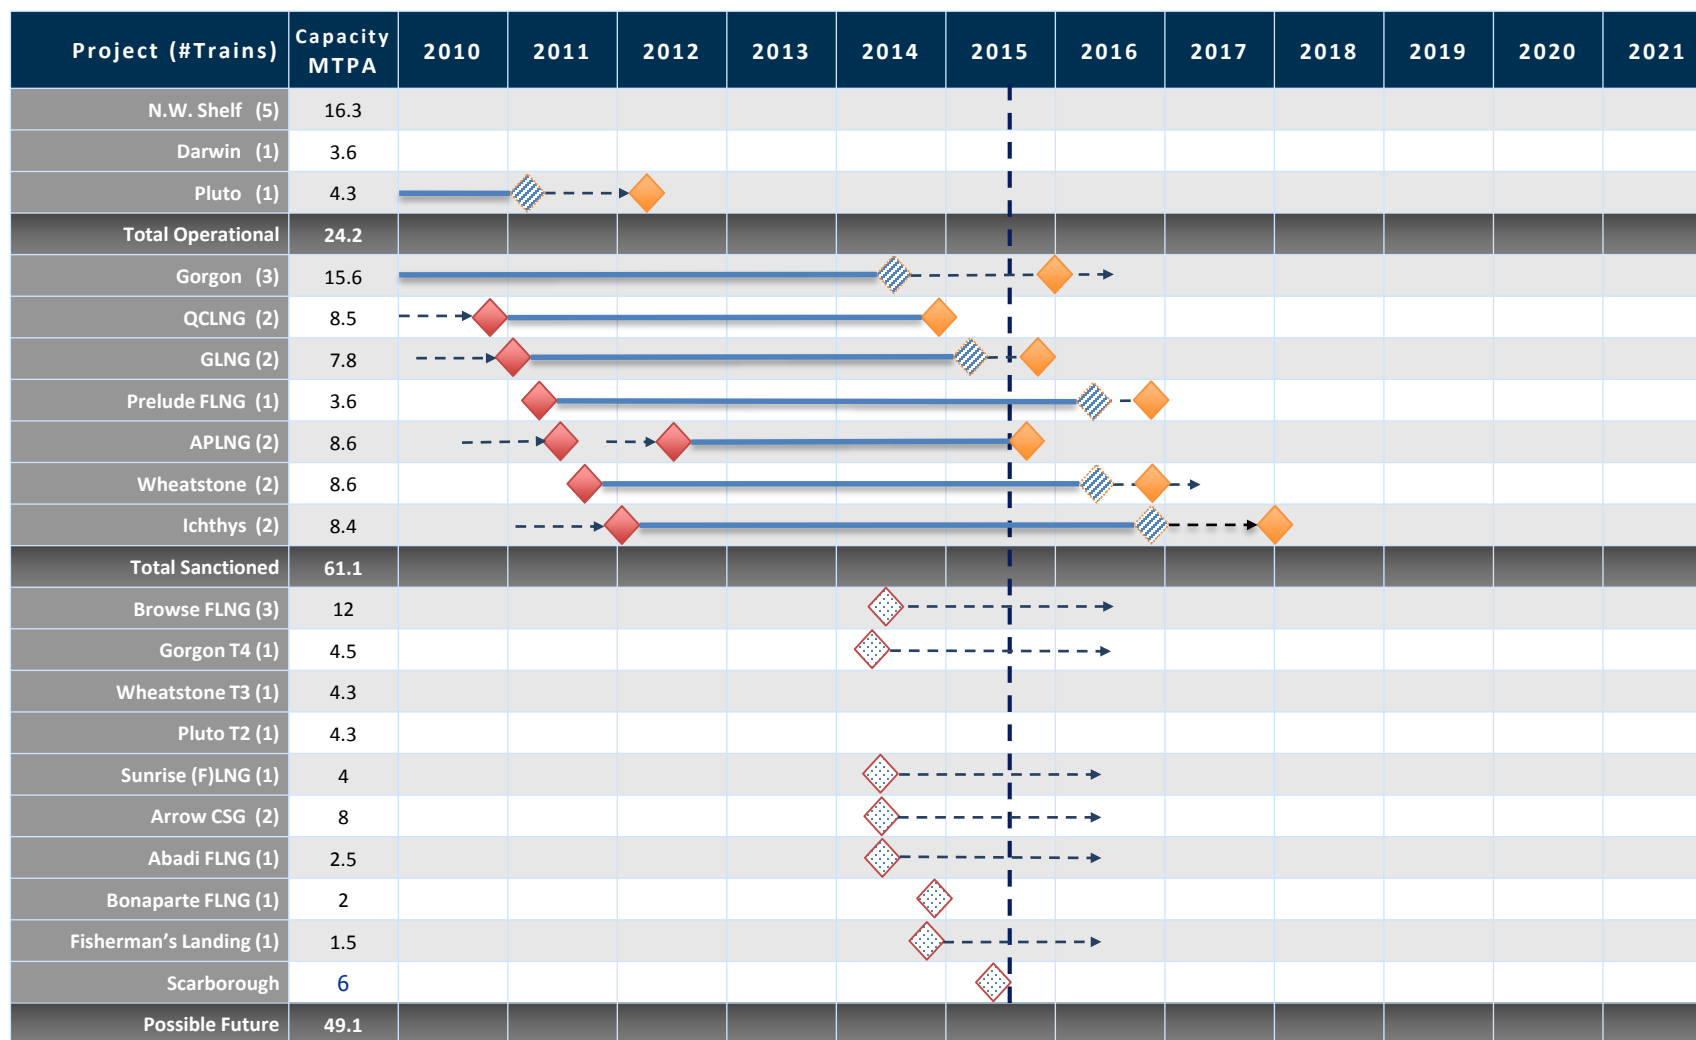 Project (#Trains) Capacity MTPA 2010 2011 2012 2013 2014 2015 2016 2017 2018 2019 2020 2021
N.W. Shelf (5) 16.3
Darwin (1) 3.6
Pluto (1) 4.3
Total Operational 24.2
Gorgon (3) 15.6
QCLNG (2) 8.5
GLNG (2) 7.8
Prelude FLNG (1) 3.6
APLNG (2) 8.6
Wheatstone (2) 8.6
Ichthys (2) 8.4
Total Sanctioned 61.1
Browse FLNG (3) 12
Gorgon T4 (1) 4.5
Wheatstone T3 (1) 4.3
Pluto T2 (1) 4.3
Sunrise (F)LNG (1) 4
Arrow CSG (2) 8
Abadi FLNG (1) 2.5
Bonaparte FLNG (1) 2
Fisherman's Landing (1) 1.5
Scarborough 6
Possible Future 49.1